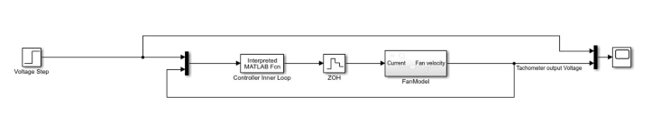 Interpreted
MATLAB Fcn
Current
Fan velocity
Voltage Step
Controller Inner Loop
ZOH
FanModel
Tachometer output Voltage